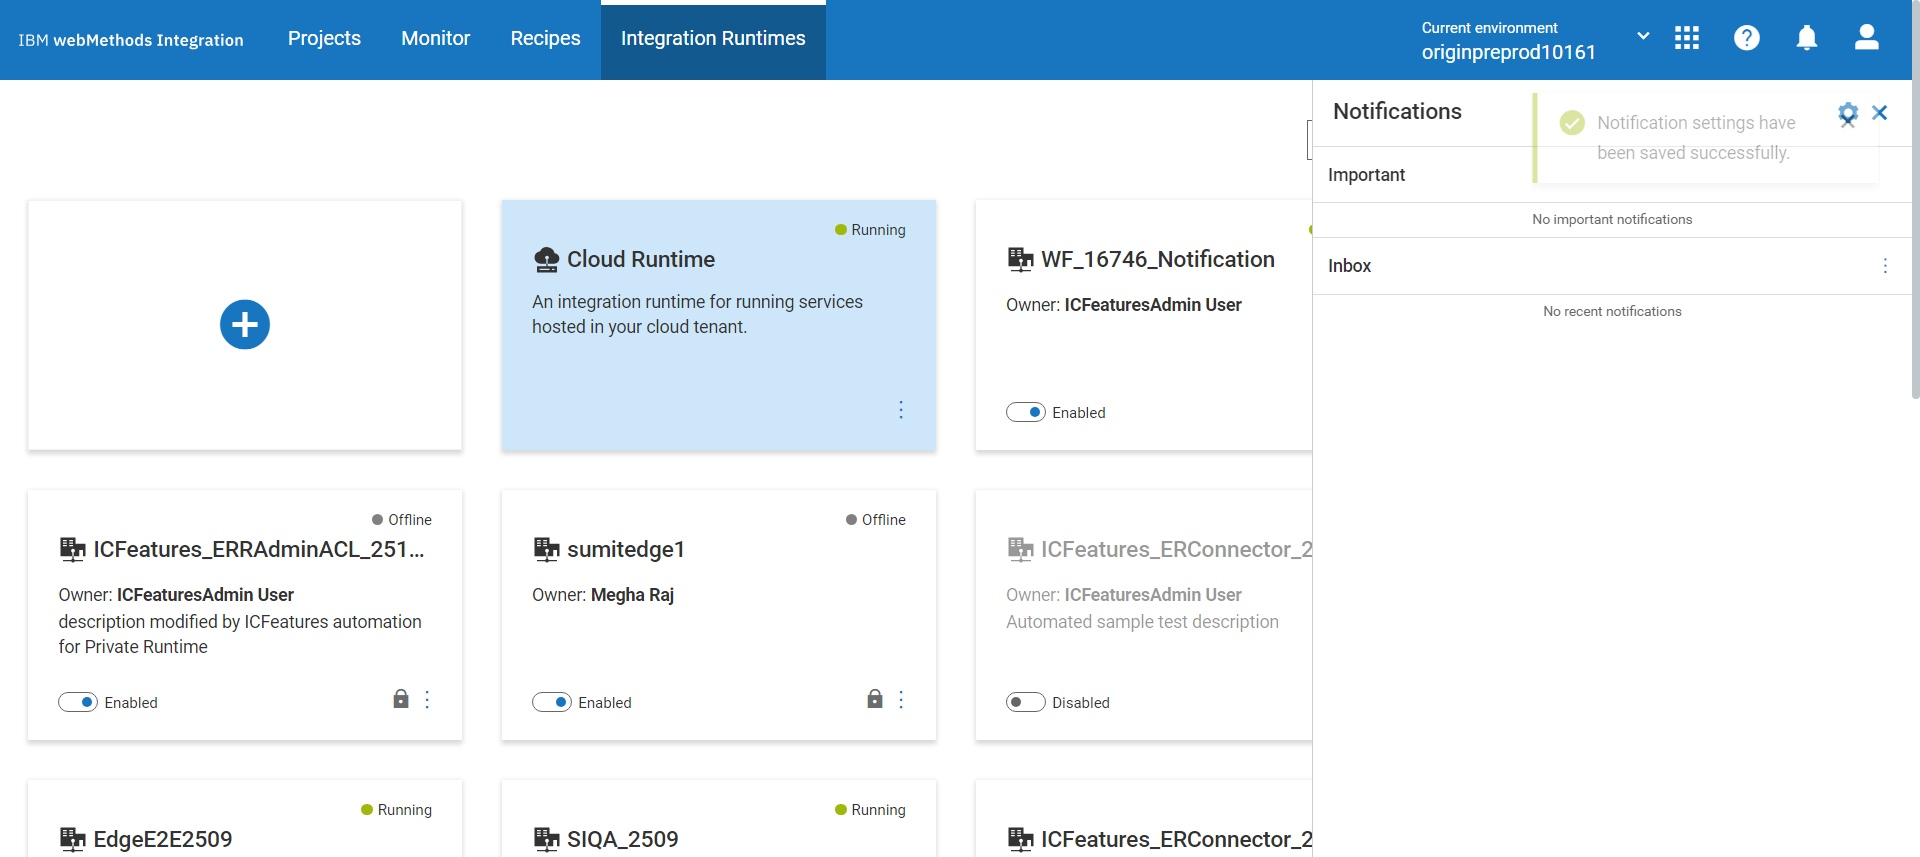 IBM webMethods Integration
Projects
Monitor
Recipes
Integration Runtimes
Current environment
originpreprod10161
Notifications
Notification settings have
been saved successfully.
Important
No important notifications
Inbox
No recent notifications
Running
Cloud Runtime
An integration runtime for running services
hosted in your cloud tenant.
WF_16746_Notification
Owner: ICFeaturesAdmin User
Enabled
Offline
ICFeatures_ERRAdminACL_251...
Owner: ICFeaturesAdmin User
description modified by ICFeatures automation
for Private Runtime
Enabled
Offline
sumitedge1
Owner: Megha Raj
Enabled
ICFeatures_ERConnector_2
Owner: ICFeaturesAdmin User
Automated sample test description
Disabled
Running
EdgeE2E2509
Running
SIQA_2509
ICFeatures_ERConnector_2